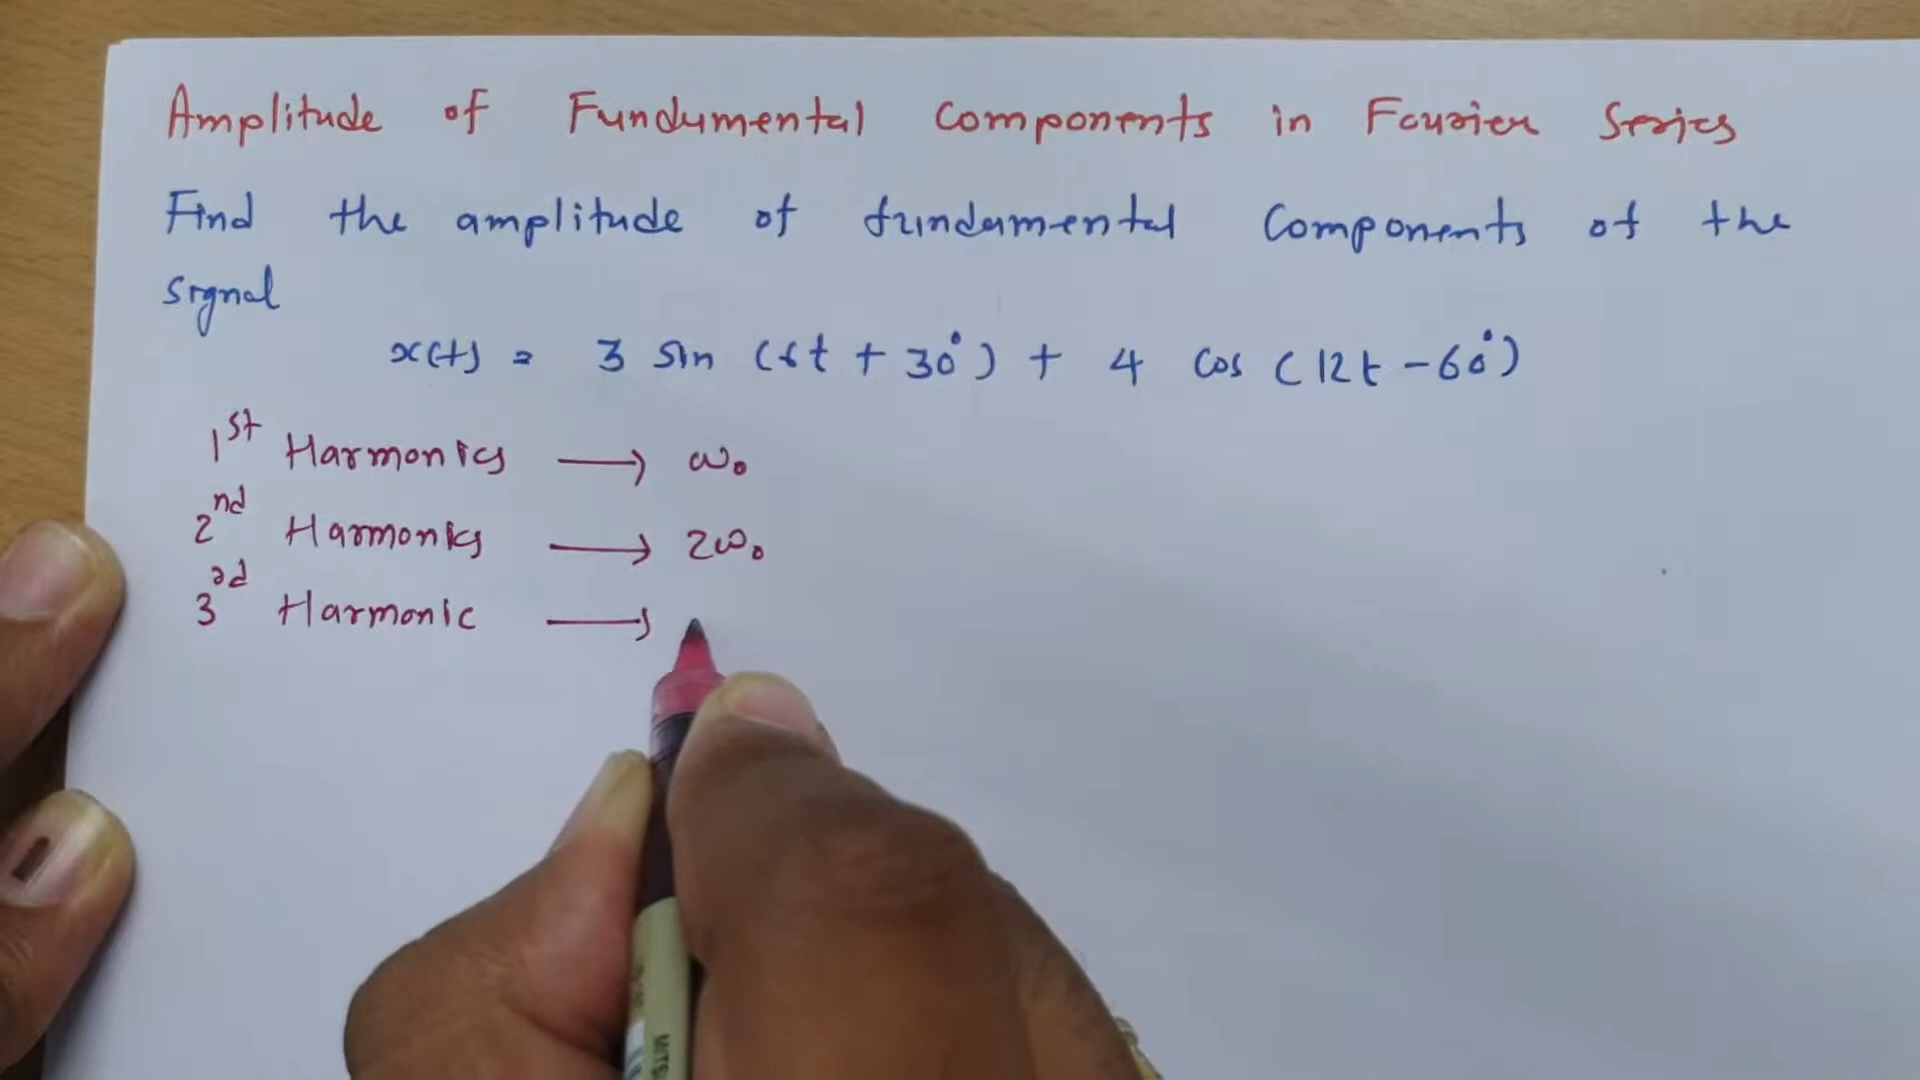 Amplitude of Fundumental Components in Fourier Series
Find the amplitude of fundamental Components of the
Signal
x(t) = 3 sin (6t + 30°) + 4 cos (12t - 60°)
1st Harmonics → ω₀
2nd Harmonics → 2ω₀
3rd Harmonic →